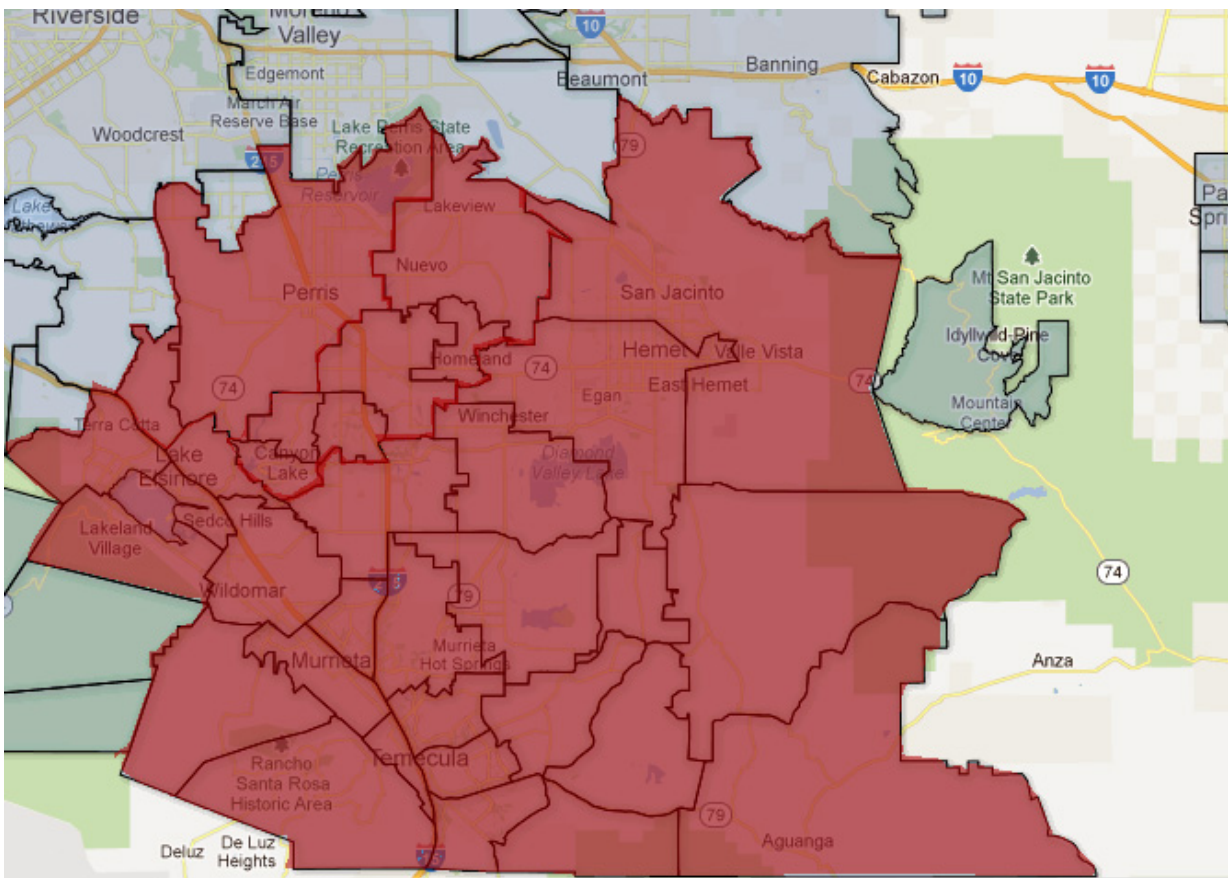 Riverside
Moreno
Valley
10
Edgemont
Beaumont
Banning
Cabazon
10
10
March Air
Reserve Base
Woodcrest
Lake Perris State
Recreation Area
79
215
Perris
Reservoir
Lake
Lakeview
Pa
Spri
Nuevo
Perris
San Jacinto
Mt San Jacinto
State Park
Idyllwild-Pine
Cove
Homeland
Hemet
Valle Vista
74
74
East Hemet
74
Egan
Mountain
Center
Terra Cotta
Winchester
Lake
Elsinore
Canyon
Lake
Diamond
Valley Lake
Lakeland
Village
Sedco Hills
74
Wildomar
79
Murrieta
Murrieta
Hot Springs
Anza
Rancho
Santa Rosa
Historic Area
Temecula
79
Aguanga
Deluz
De Luz
Heights